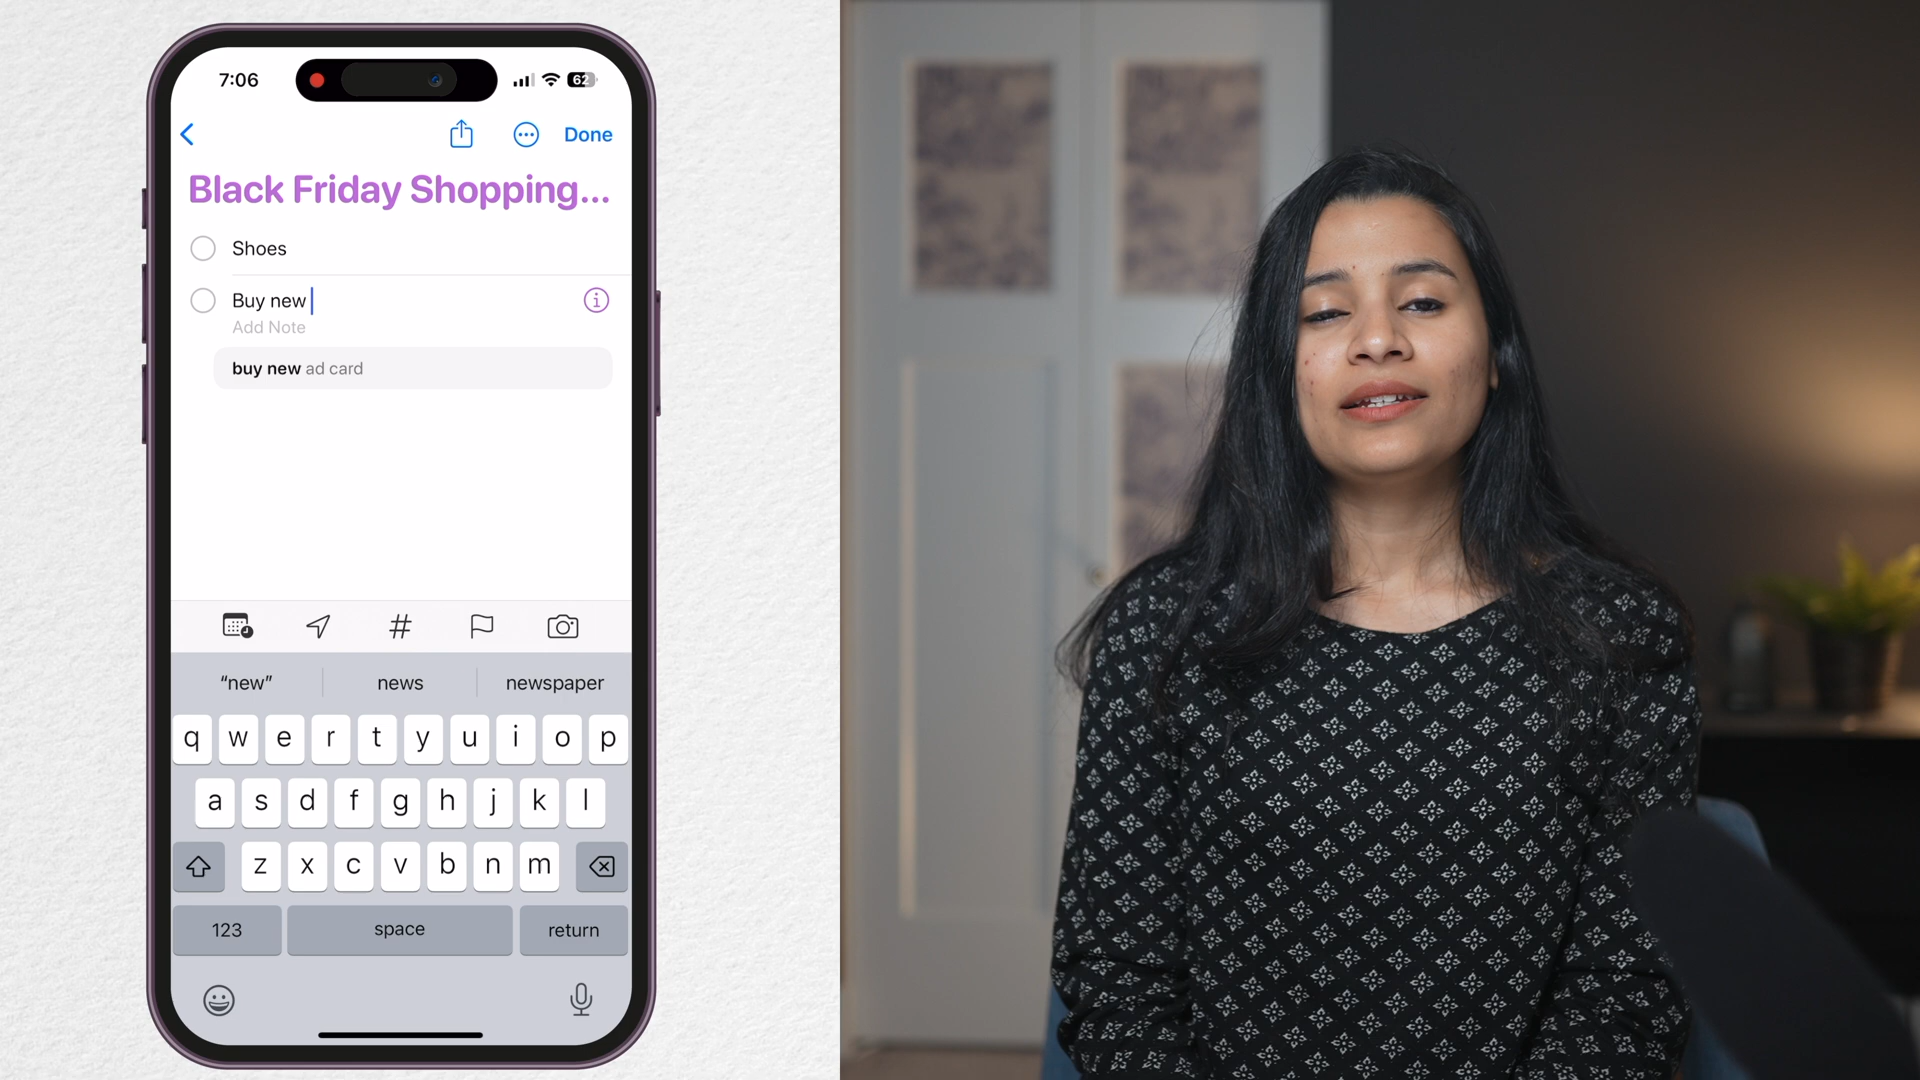 7:06
62
Done
Black Friday Shopping...
Shoes
Buy new
Add Note
buy new ad card
“new” news newspaper
q w e r t y u i o p
a s d f g h j k l
z x c v b n m
123 space return